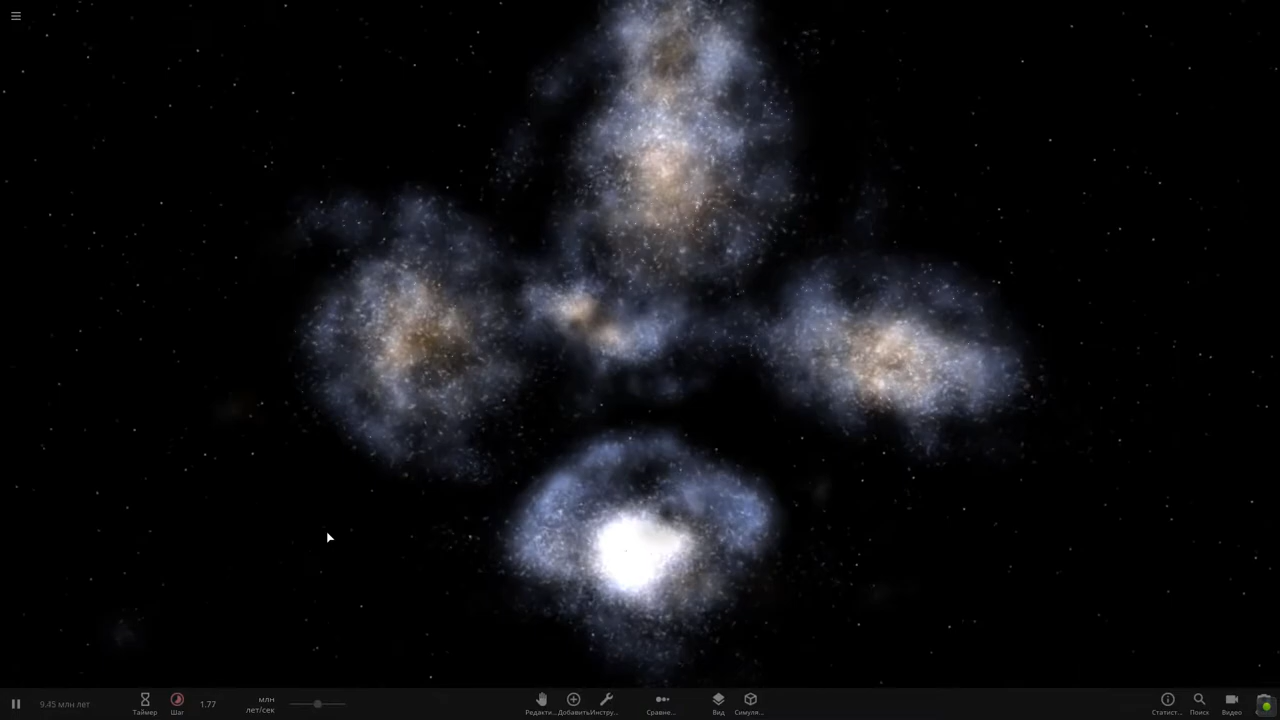 9.45 млн лет
Таймер
Шаг
1.77
млн
лет/сек
Редакти...
Добавить
Инстру...
Сравне...
Вид
Симуля...
Статист...
Поиск
Видео